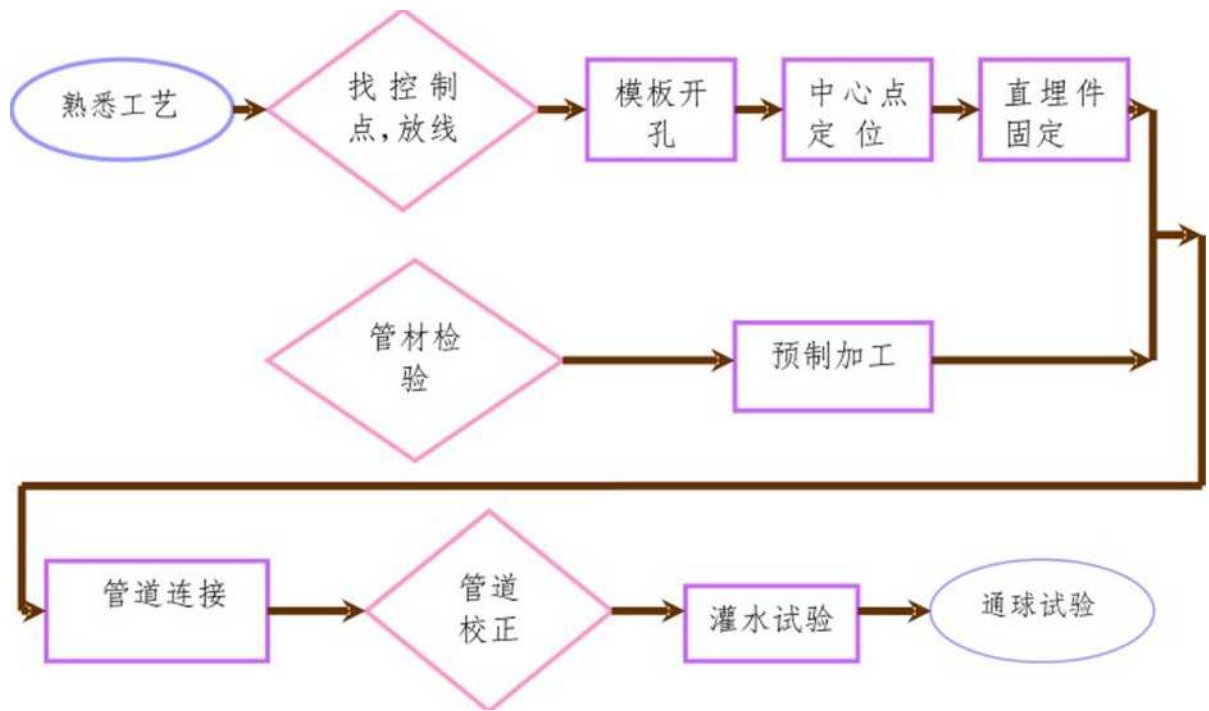 熟悉工艺
找控制
点,放线
模板开
孔
中心点
定位
直埋件
固定
管材检
验
预制加工
管道连接
管道
校正
灌水试验
通球试验